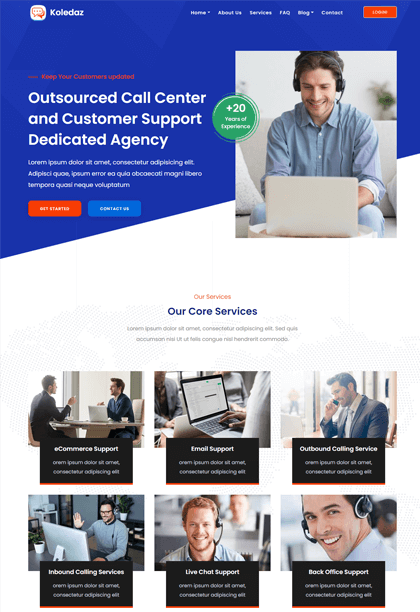 Koledaz
Home About Us Services FAQ Blog Contact
LOGIN
Keep Your Customers updated
Outsourced Call Center
and Customer Support
Dedicated Agency
+20
Years of
Experience
Lorem ipsum dolor sit amet, consectetur adipisicing elit.
Adipisci quae, ipsum error ea quia obcaecati magni libero
tempora quasi neque voluptatum
GET STARTED
CONTACT US
Our Services
Our Core Services
Lorem ipsum dolor sit amet, consectetur adipiscing elit. Sed quis
accumsan nisi Ut ut felis congue nisl hendrerit commodo.
eCommerce Support
orem ipsum dolor sit amet,
consectetur adipiscing elit
Email Support
orem ipsum dolor sit amet,
consectetur adipiscing elit
Outbound Calling Service
orem ipsum dolor sit amet,
consectetur adipiscing elit
Inbound Calling Services
orem ipsum dolor sit amet,
consectetur adipiscing elit
Live Chat Support
orem ipsum dolor sit amet,
consectetur adipiscing elit
Back Office Support
orem ipsum dolor sit amet,
consectetur adipiscing elit